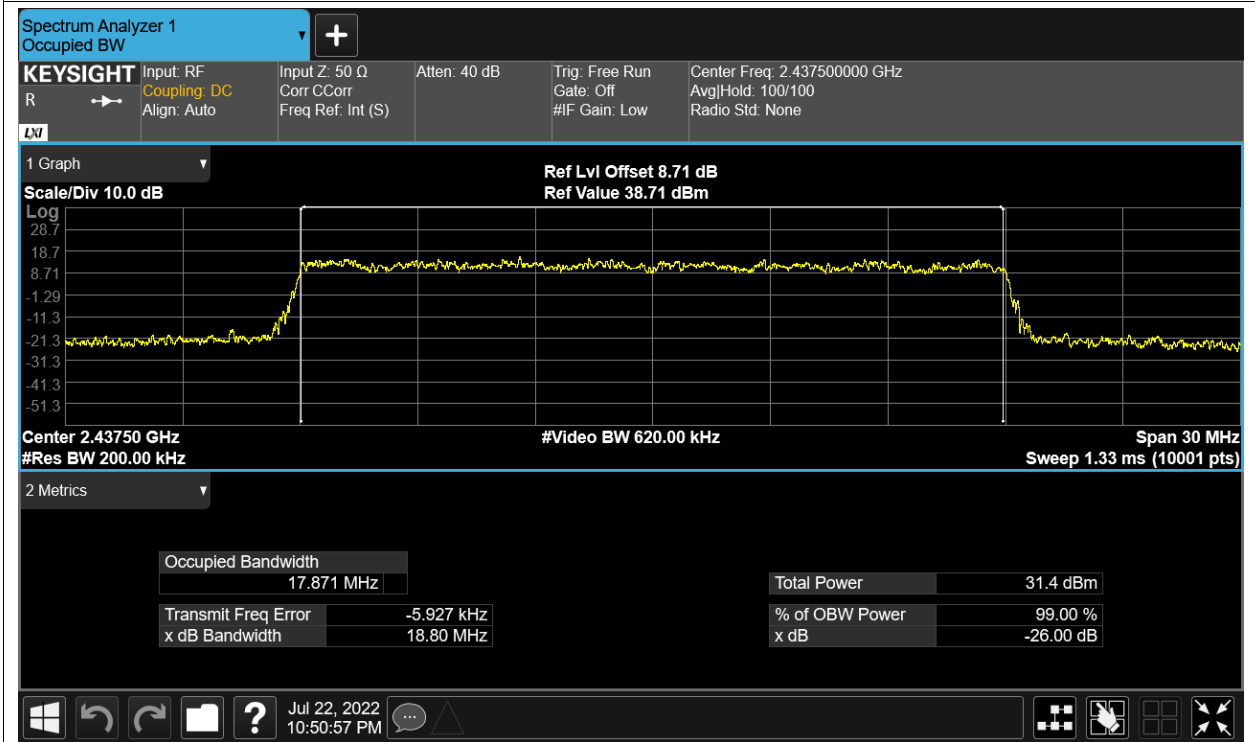 Spectrum Analyzer 1
Occupied BW
KEYSIGHT Input: RF Input Z: 50 Ω Atten: 40 dB Trig: Free Run Center Freq: 2.437500000 GHz
R Coupling: DC Corr CCorr Gate: Off Avg|Hold: 100/100
Align: Auto Freq Ref: Int (S) #IF Gain: Low Radio Std: None
LXI
1 Graph Ref Lvl Offset 8.71 dB
Scale/Div 10.0 dB Ref Value 38.71 dBm
Log
28.7
18.7
8.71
-1.29
-11.3
-21.3
-31.3
-41.3
-51.3
Center 2.43750 GHz #Video BW 620.00 kHz Span 30 MHz
#Res BW 200.00 kHz Sweep 1.33 ms (10001 pts)
2 Metrics
Occupied Bandwidth
17.871 MHz Total Power 31.4 dBm
Transmit Freq Error -5.927 kHz % of OBW Power 99.00 %
x dB Bandwidth 18.80 MHz x dB -26.00 dB
? Jul 22, 2022
10:50:57 PM